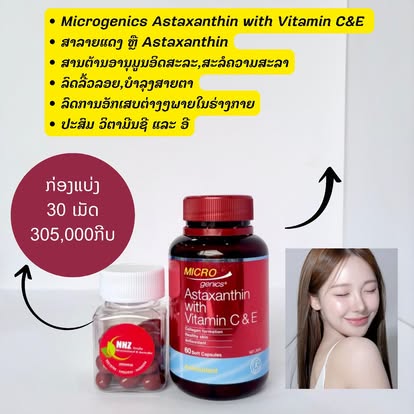 • Microgenics Astaxanthin with Vitamin C&E
• ສາລາຍແດງ ຫຼື Astaxanthin
• ສານຕ້ານອານຸມູນອິດສະລະ,ສະລໍຄວາມສະລາ
• ລິດລິ້ວລອຍ,ບຳລຸງສາຍຕາ
• ລິດການອັກເສບຕ່າງໆພາຍໃນຮ່າງກາຍ
• ປະສົມ ວິຕາມິນຊີ ແລະ ອີ
ກ່ອງແບ່ງ
30 ເມັດ
305,000ກີບ
MICRO
genics®
Astaxanthin
with
Vitamin C & E
Collagen formation
Healthy skin
Antioxidant
60 Soft Capsules
NHZ